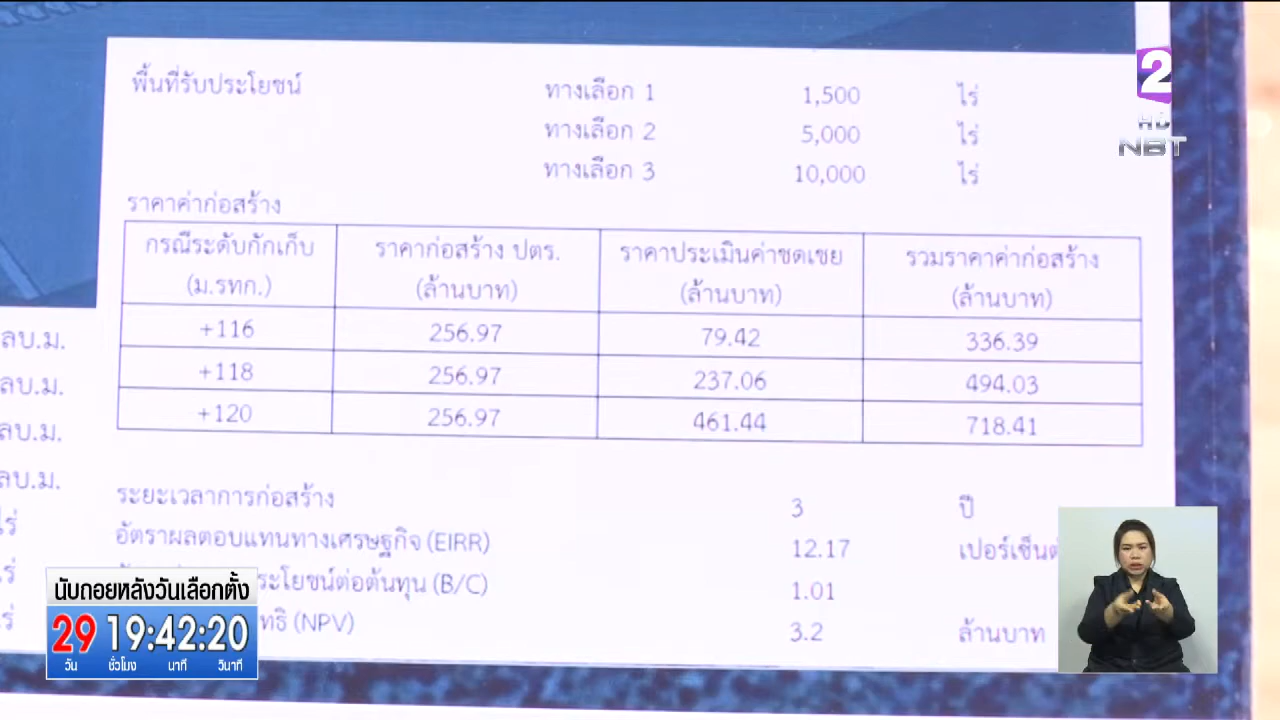 พื้นที่รับประโยชน์ ทางเลือก 1 1,500 ไร่
ทางเลือก 2 5,000 ไร่
ทางเลือก 3 10,000 ไร่
2
HD
NBT
ราคาค่าก่อสร้าง
กรณีระดับกักเก็บ (ม.รทก.) ราคาก่อสร้าง ปตร. (ล้านบาท) ราคาประเมินค่าชดเชย (ล้านบาท) รวมราคาค่าก่อสร้าง (ล้านบาท)
ลบ.ม. +116 256.97 79.42 336.39
ลบ.ม. +118 256.97 237.06 494.03
ลบ.ม. +120 256.97 461.44 718.41
ลบ.ม.
ระยะเวลาการก่อสร้าง 3 ปี
ไร่ อัตราผลตอบแทนทางเศรษฐกิจ (EIRR) 12.17
ไร่ ระโยชน์ต่อต้นทุน (B/C) 1.01
ไร่ ทธิ (NPV) 3.2 ล้านบาท
นับถอยหลังวันเลือกตั้ง
29 19:42:20
วัน ชั่วโมง นาที วินาที